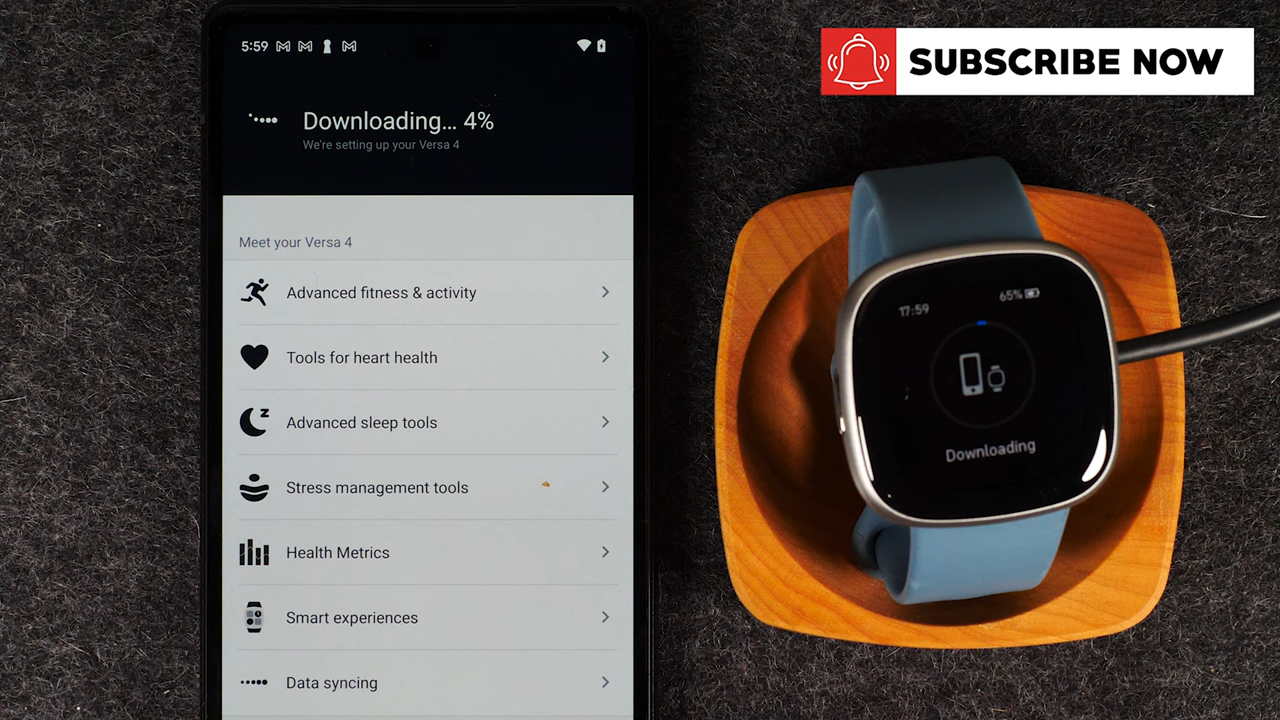 5:59
Downloading... 4%
We're setting up your Versa 4
Meet your Versa 4
Advanced fitness & activity
Tools for heart health
Advanced sleep tools
Stress management tools
Health Metrics
Smart experiences
Data syncing
SUBSCRIBE NOW
17:59 65%
Downloading